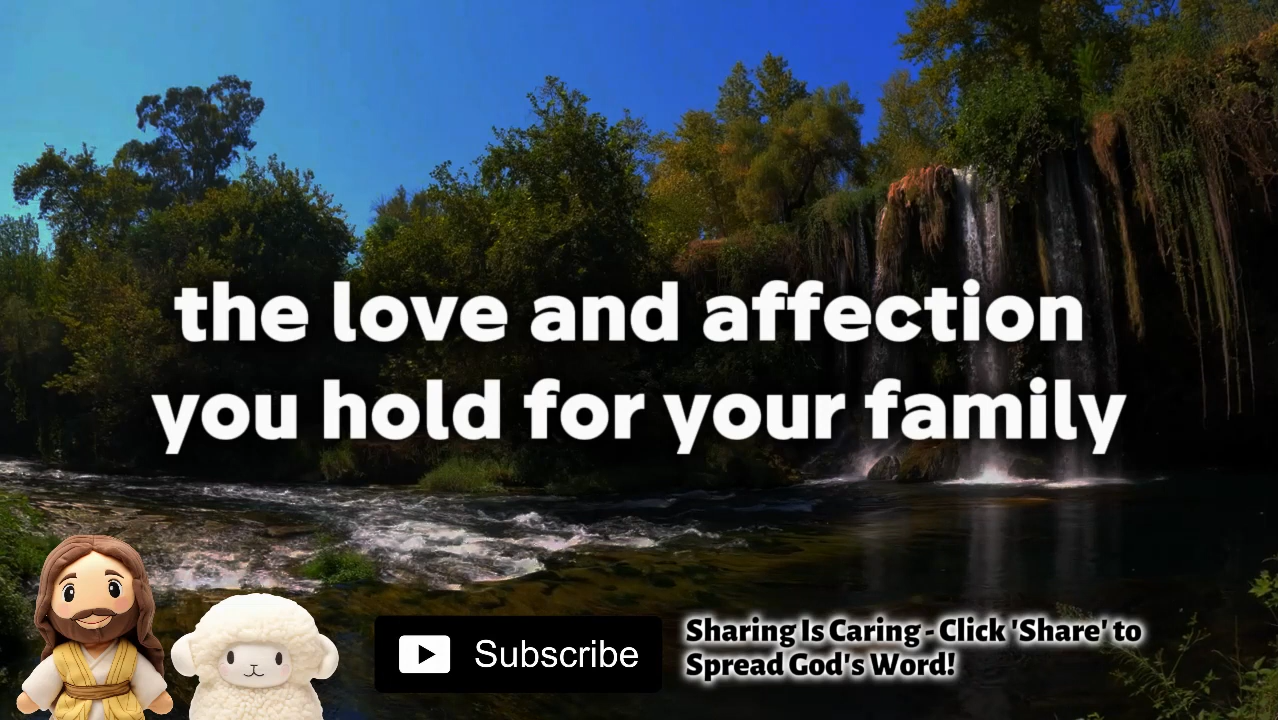 the love and affection
you hold for your family
Subscribe
Sharing Is Caring - Click 'Share' to
Spread God's Word!